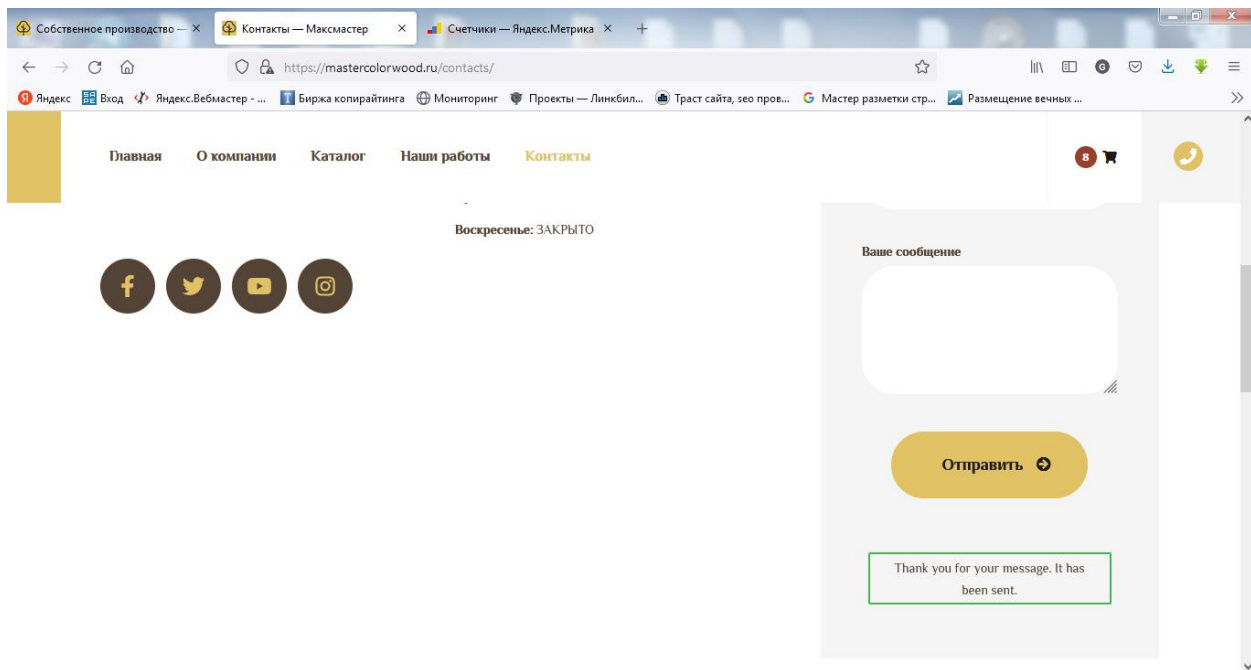 Собственное производство —
Контакты — Максмастер
Счетчики — Яндекс.Метрика
https://mastercolorwood.ru/contacts/
Яндекс
Вход
Яндекс.Вебмастер - ...
Биржа копирайтинга
Мониторинг
Проекты — Линкбил...
Траст сайта, seo пров...
Мастер разметки стр...
Размещение вечных ...
Главная
О компании
Каталог
Наши работы
Контакты
8
Воскресенье: ЗАКРЫТО
Ваше сообщение
Отправить
Thank you for your message. It has
been sent.